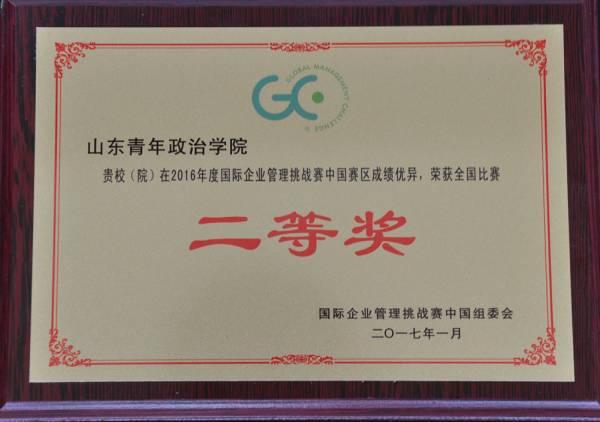 GLOBAL MANAGEMENT CHALLENGE ®
GC
山东青年政治学院
贵校（院）在2016年度国际企业管理挑战赛中国赛区成绩优异，荣获全国比赛
二等奖
国际企业管理挑战赛中国组委会
二〇一七年一月